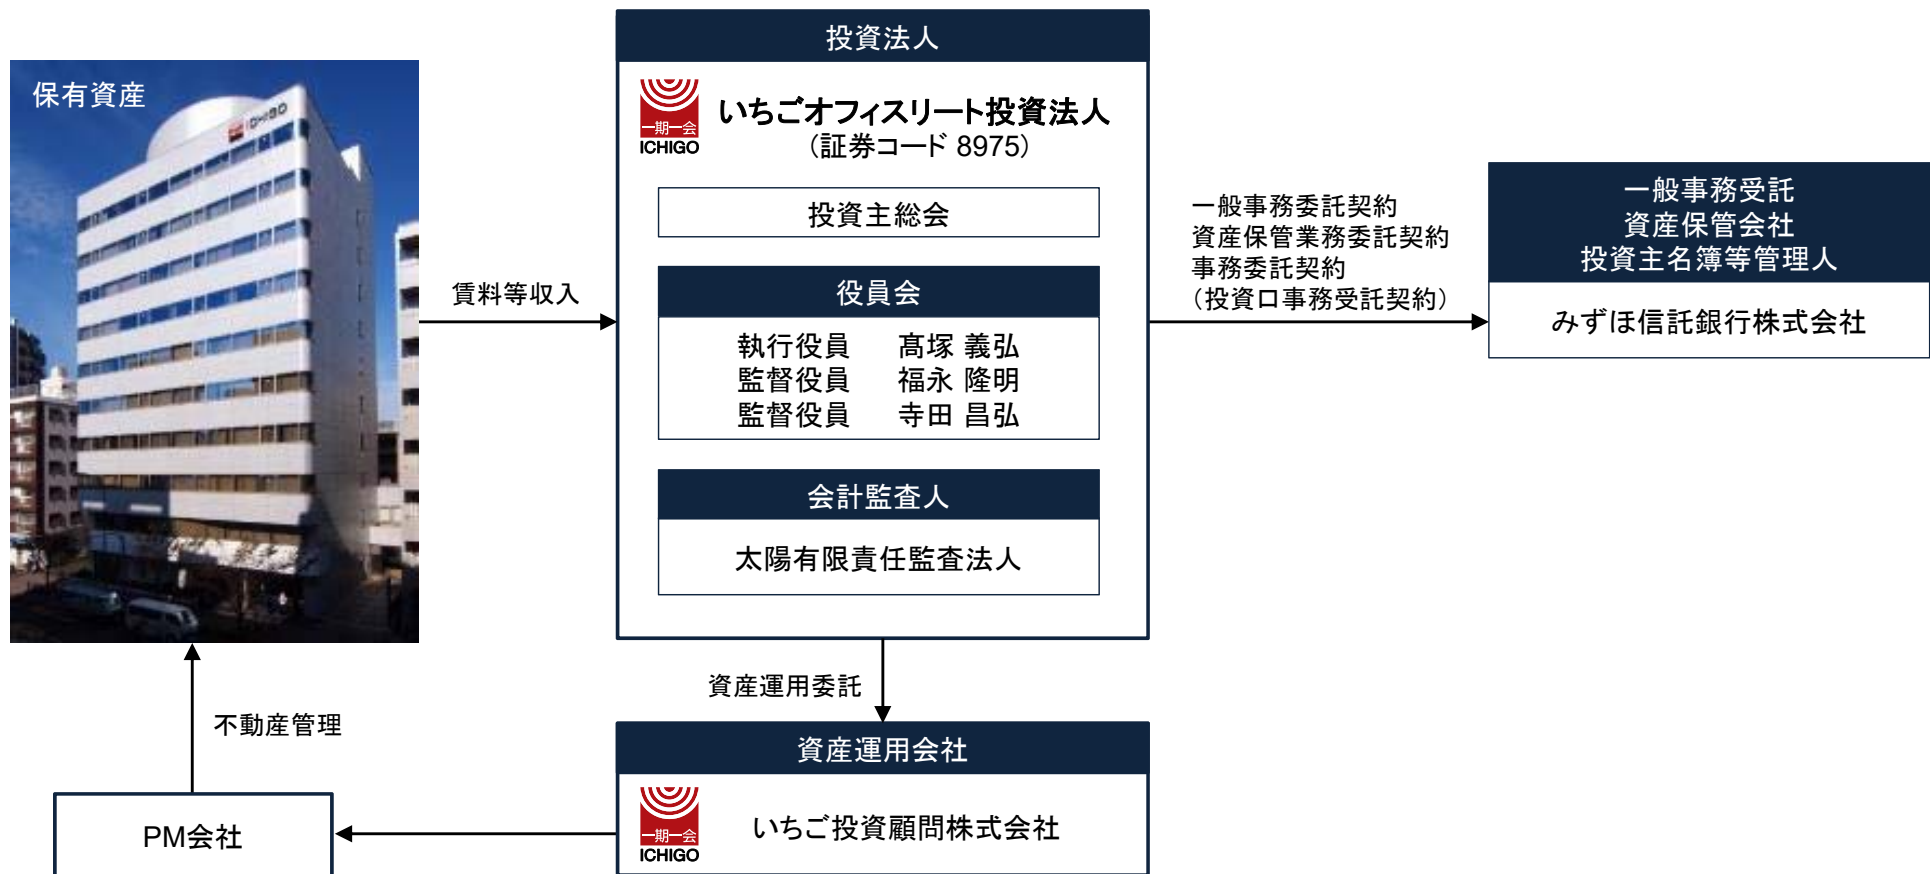 保有資産
ICHIGO
賃料等収入
投資法人
一期一会
ICHIGO
いちごオフィスリート投資法人
（証券コード 8975）
投資主総会
役員会
執行役員 髙塚 義弘
監督役員 福永 隆明
監督役員 寺田 昌弘
会計監査人
太陽有限責任監査法人
一般事務委託契約
資産保管業務委託契約
事務委託契約
（投資口事務受託契約）
一般事務受託
資産保管会社
投資主名簿等管理人
みずほ信託銀行株式会社
資産運用委託
資産運用会社
一期一会
ICHIGO
いちご投資顧問株式会社
不動産管理
PM会社